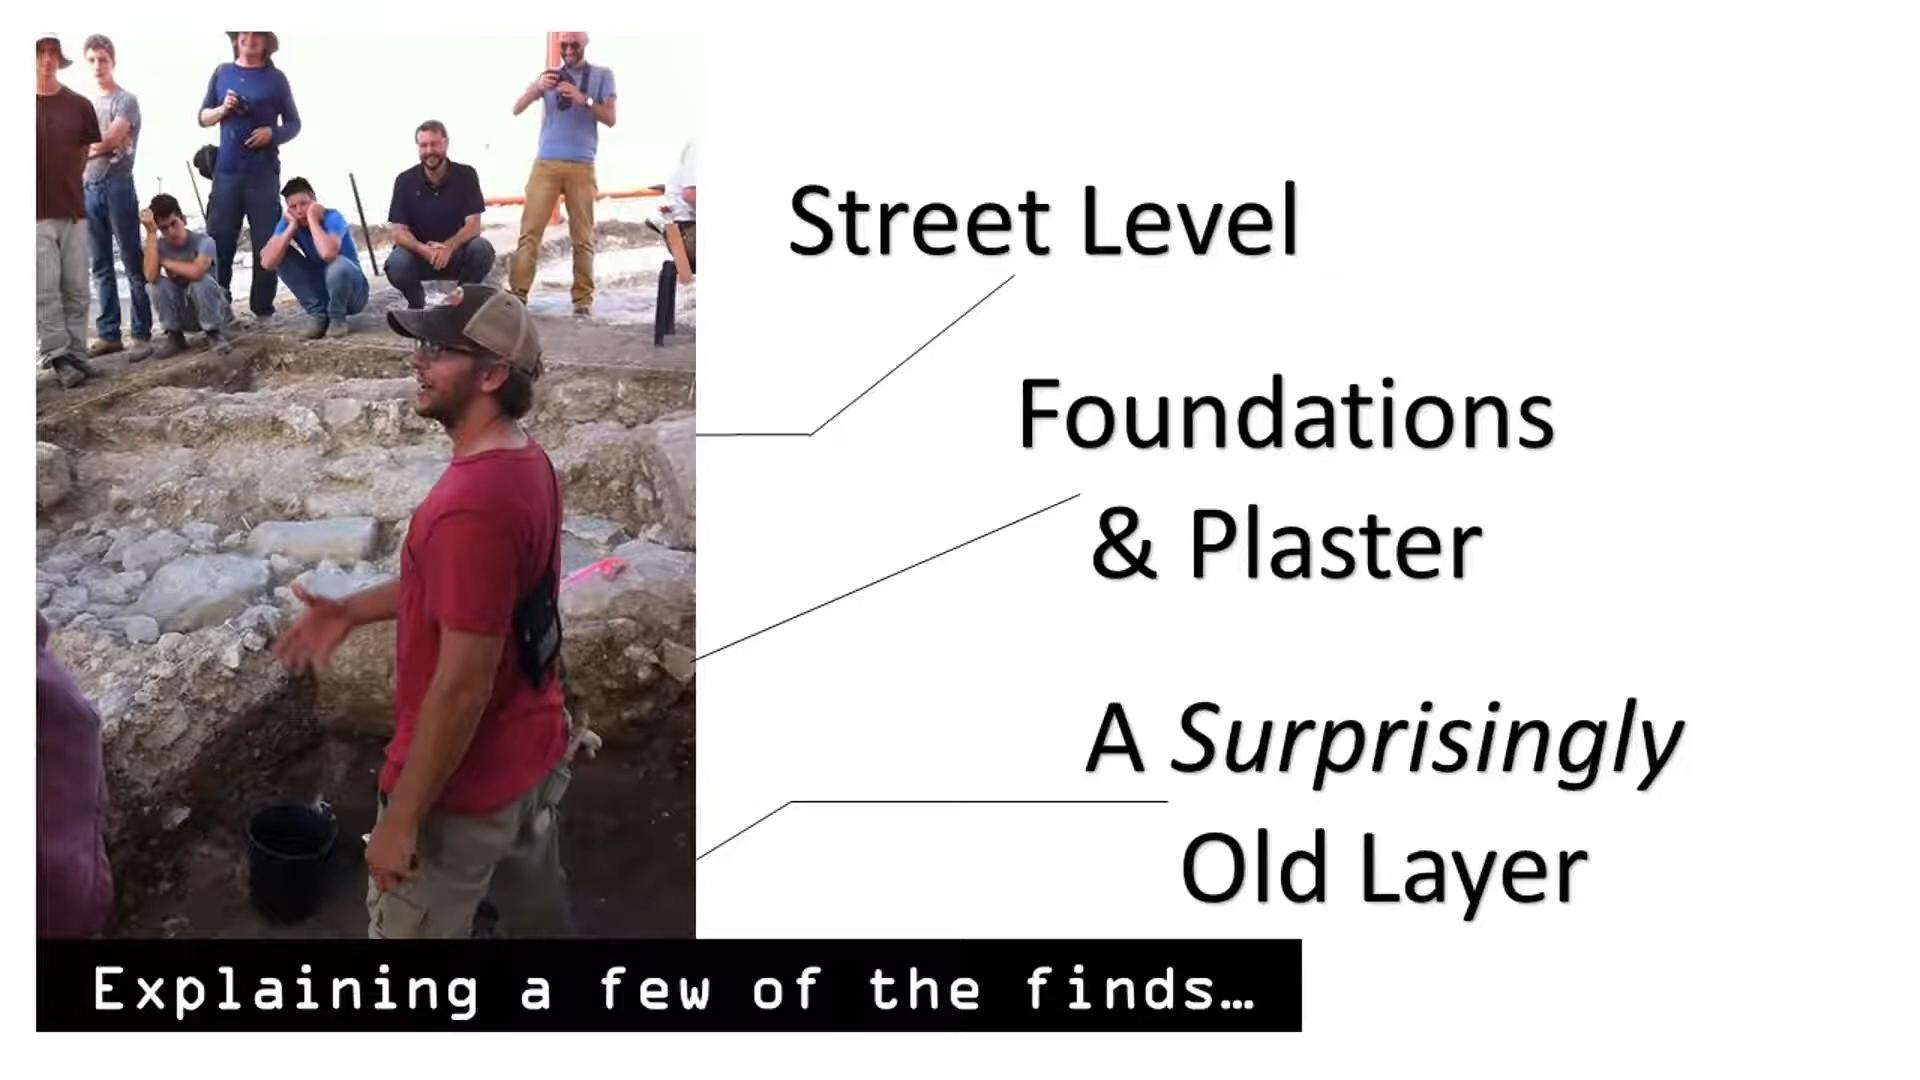 Street Level
Foundations
& Plaster
A Surprisingly
Old Layer
Explaining a few of the finds…